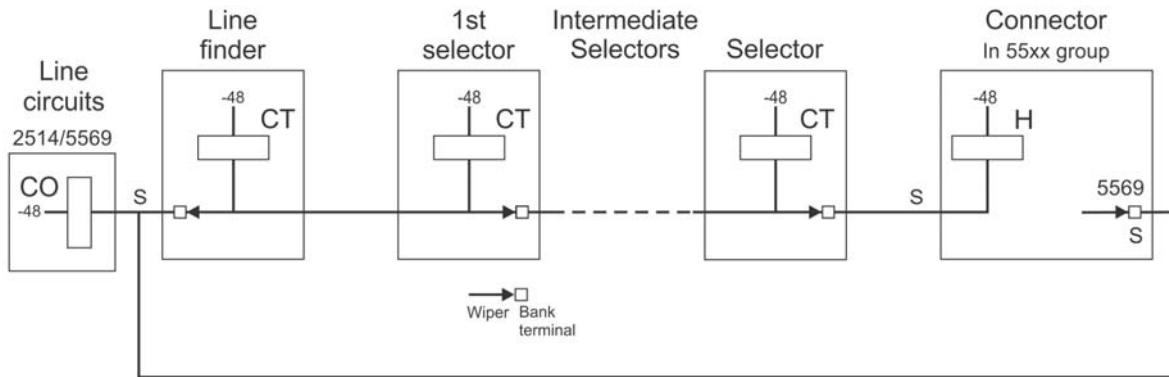 Line
circuits
2514/5569
CO
-48
S
Line
finder
-48
CT
1st
selector
-48
CT
Intermediate
Selectors
Selector
-48
CT
S
Connector
In 55xx group
-48
H
5569
S
Wiper
Bank
terminal